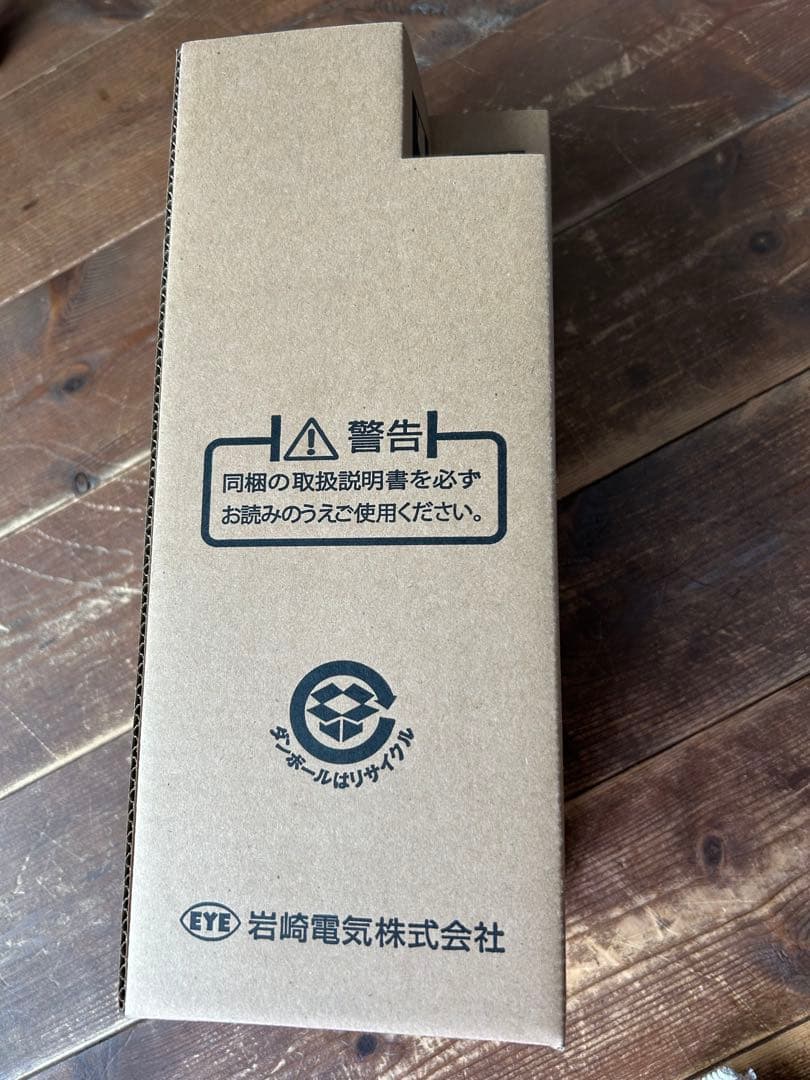 警告
同梱の取扱説明書を必ず
お読みのうえご使用ください。
ダンボールはリサイクル
EYE 岩崎電気株式会社